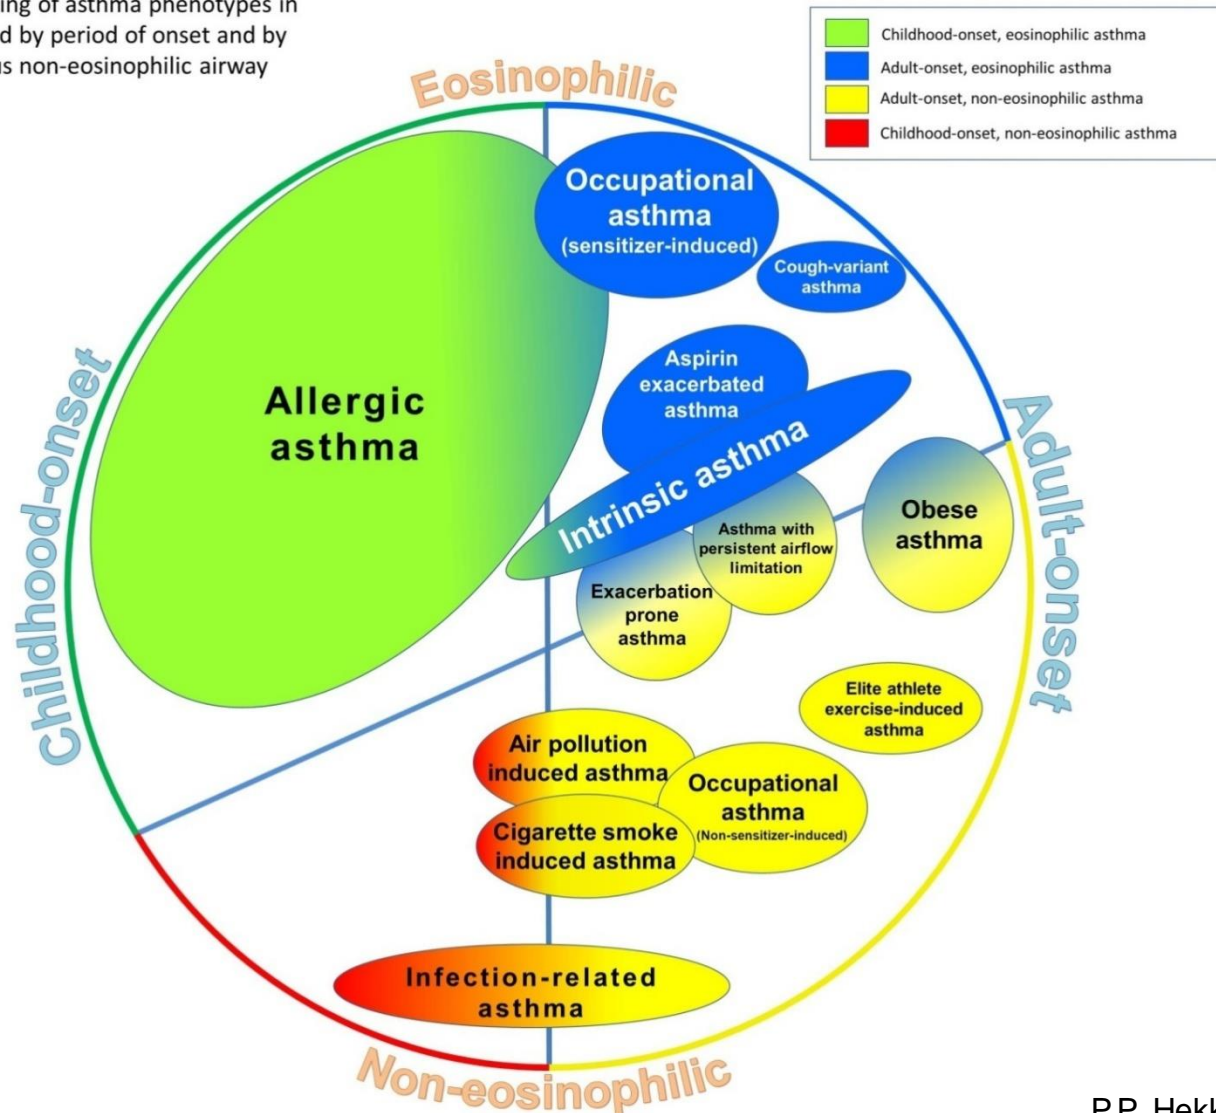 ing of asthma phenotypes in
d by period of onset and by
s non-eosinophilic airway
Childhood-onset, eosinophilic asthma
Adult-onset, eosinophilic asthma
Adult-onset, non-eosinophilic asthma
Childhood-onset, non-eosinophilic asthma
Eosinophilic
Occupational
asthma
(sensitizer-induced)
Cough-variant
asthma
Aspirin
exacerbated
asthma
Allergic
asthma
Intrinsic asthma
Childhood-onset
Adult-onset
Obese
asthma
Asthma with
persistent airflow
limitation
Exacerbation
prone
asthma
Elite athlete
exercise-induced
asthma
Air pollution
induced asthma
Occupational
asthma
(Non-sensitizer-induced)
Cigarette smoke
induced asthma
Infection-related
asthma
Non-eosinophilic
P.P. Hekk